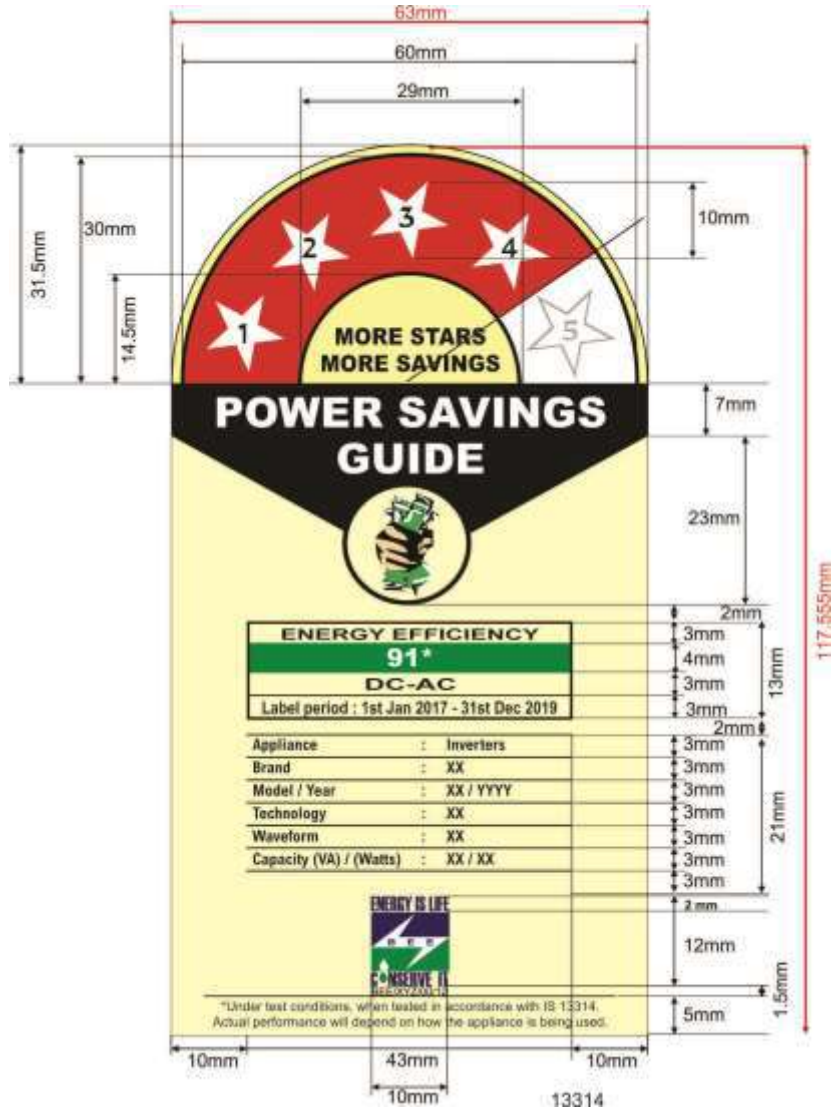 63mm
60mm
29mm
31.5mm
30mm
14.5mm
10mm
1
2
3
4
5
MORE STARS
MORE SAVINGS
7mm
POWER SAVINGS
GUIDE
23mm
117.555mm
2mm
ENERGY EFFICIENCY
3mm
91*
4mm
13mm
DC-AC
3mm
Label period : 1st Jan 2017 - 31st Dec 2019
3mm
2mm
Appliance : Inverters
3mm
Brand : XX
3mm
Model / Year : XX / YYYY
3mm
Technology : XX
3mm
21mm
Waveform : XX
3mm
Capacity (VA) / (Watts) : XX / XX
3mm
3mm
ENERGY IS LIFE
2 mm
BEE
12mm
CONSERVE IT
1.5mm
*Under test conditions, when tested in accordance with IS 13314.
Actual performance will depend on how the appliance is being used.
5mm
10mm
43mm
10mm
10mm
13314